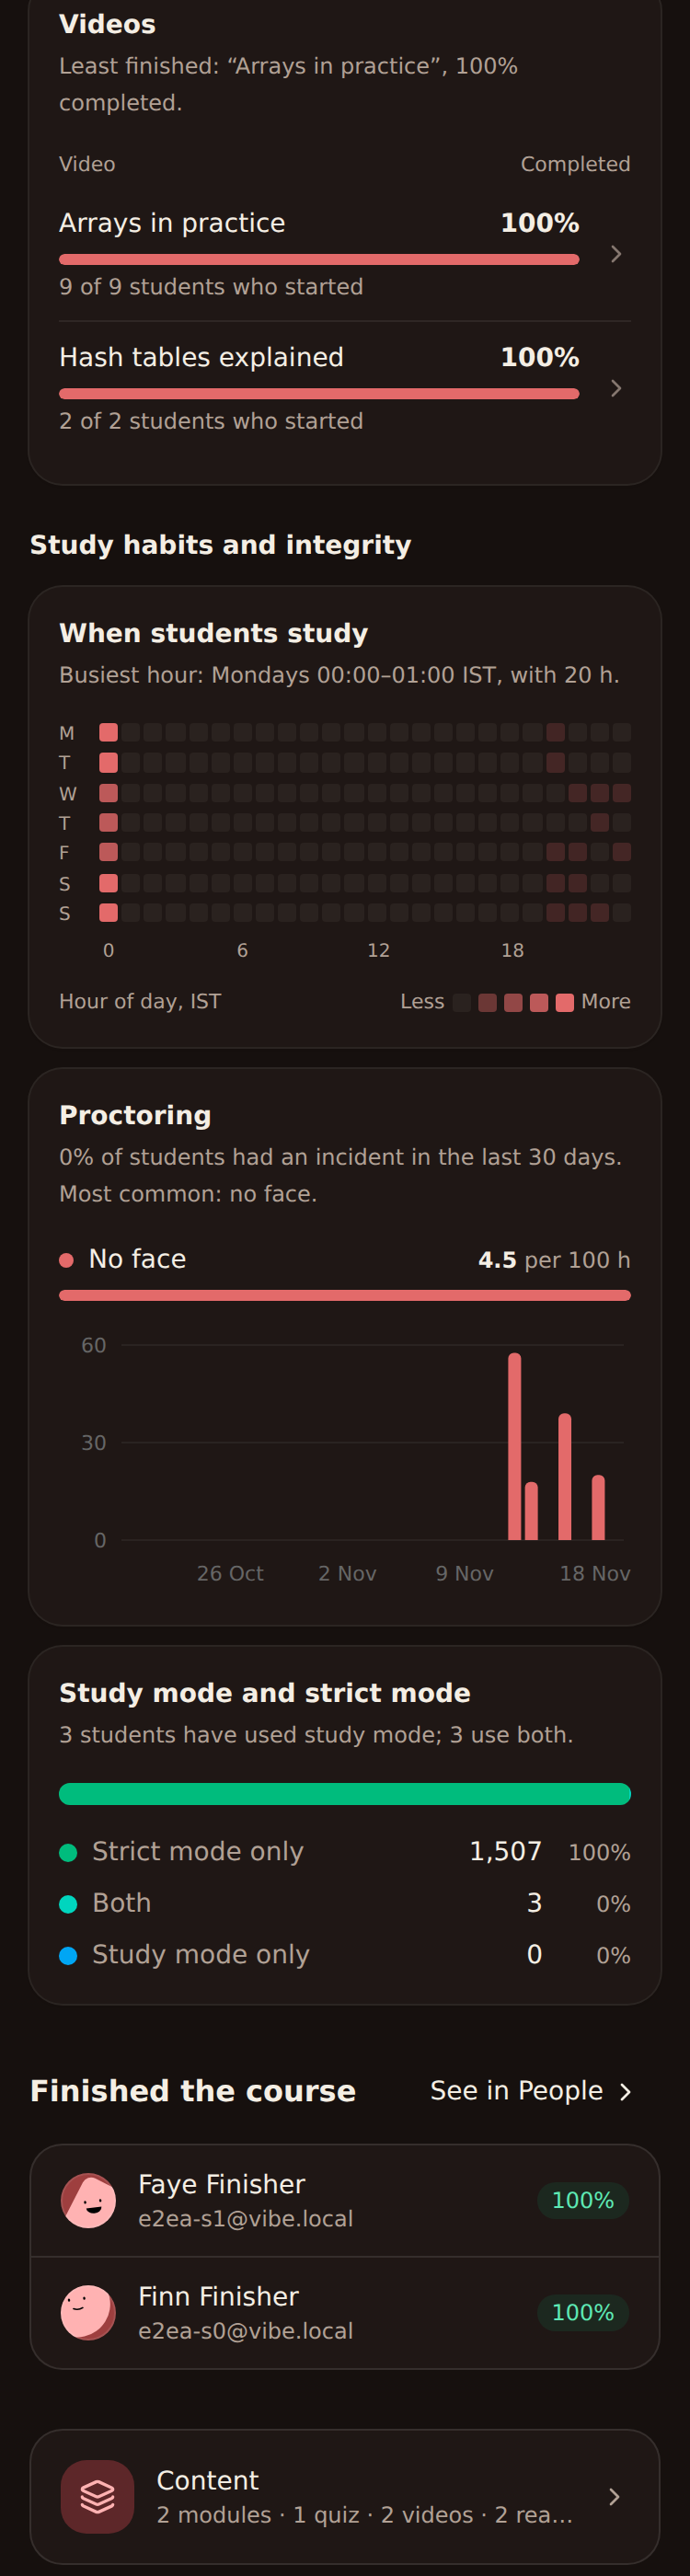 Videos
Least finished: “Arrays in practice”, 100%
completed.
Video Completed
Arrays in practice 100%
9 of 9 students who started
Hash tables explained 100%
2 of 2 students who started
Study habits and integrity
When students study
Busiest hour: Mondays 00:00–01:00 IST, with 20 h.
M
T
W
T
F
S
S
0 6 12 18
Hour of day, IST Less More
Proctoring
0% of students had an incident in the last 30 days.
Most common: no face.
No face 4.5 per 100 h
60
30
0
26 Oct 2 Nov 9 Nov 18 Nov
Study mode and strict mode
3 students have used study mode; 3 use both.
Strict mode only 1,507 100%
Both 3 0%
Study mode only 0 0%
Finished the course See in People
Faye Finisher
e2ea-s1@vibe.local
100%
Finn Finisher
e2ea-s0@vibe.local
100%
Content
2 modules · 1 quiz · 2 videos · 2 rea…